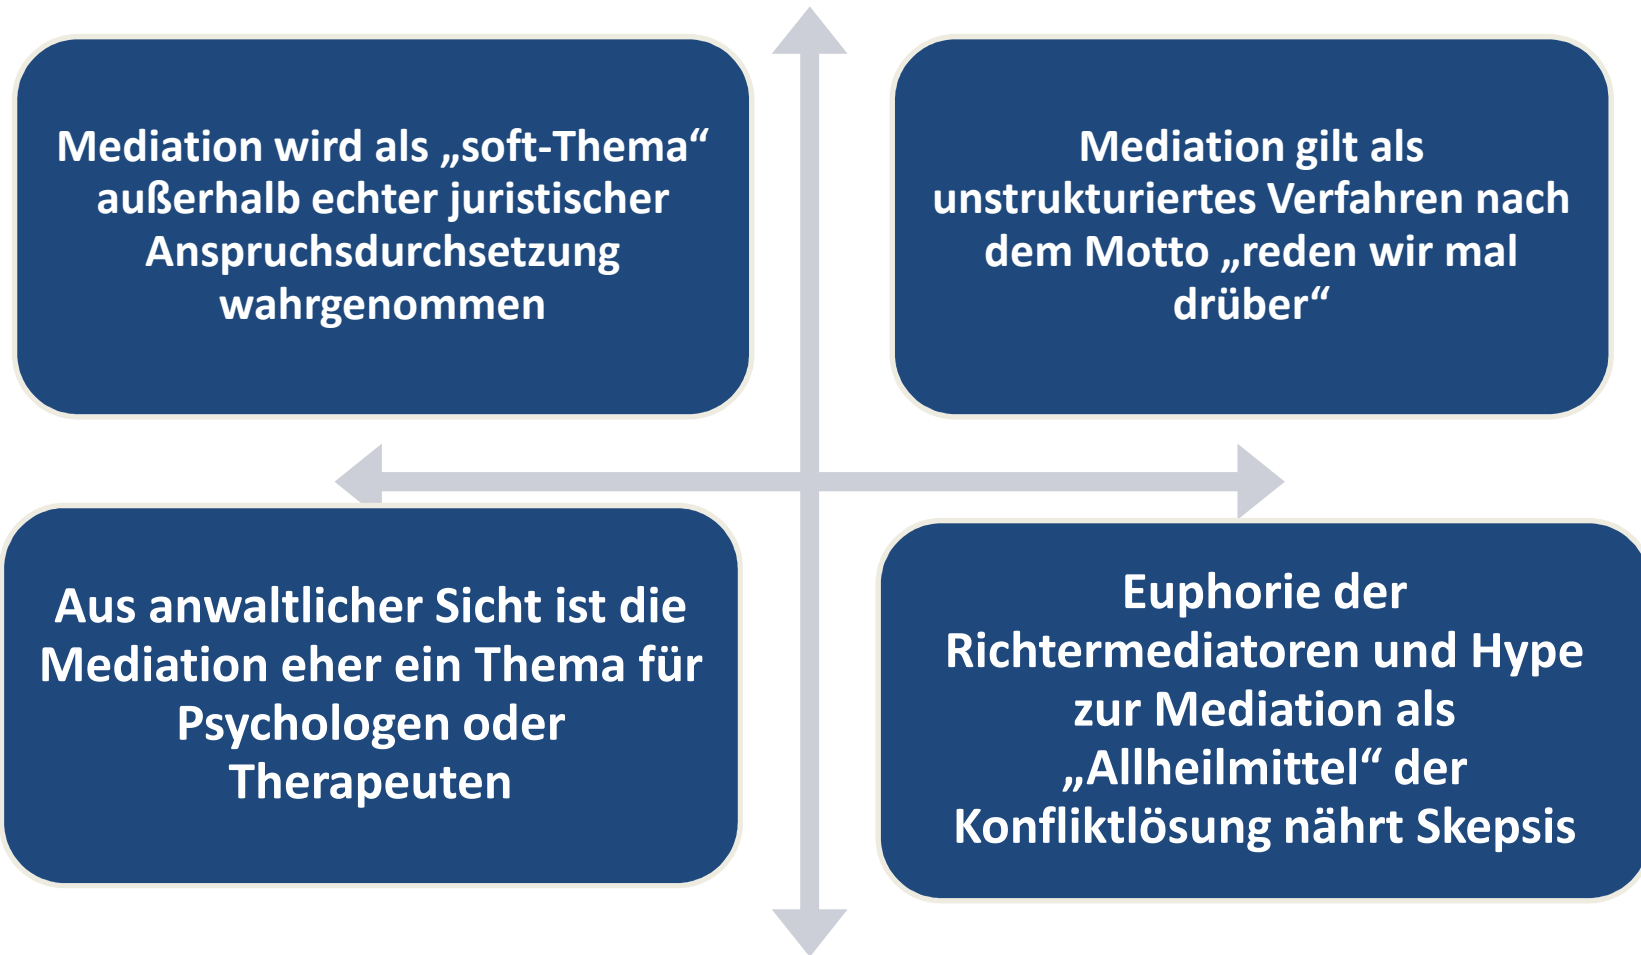 Mediation wird als „soft-Thema“
außerhalb echter juristischer
Anspruchsdurchsetzung
wahrgenommen
Mediation gilt als
unstrukturiertes Verfahren nach
dem Motto „reden wir mal
drüber“
Aus anwaltlicher Sicht ist die
Mediation eher ein Thema für
Psychologen oder
Therapeuten
Euphorie der
Richtermediatoren und Hype
zur Mediation als
„Allheilmittel“ der
Konfliktlösung nährt Skepsis